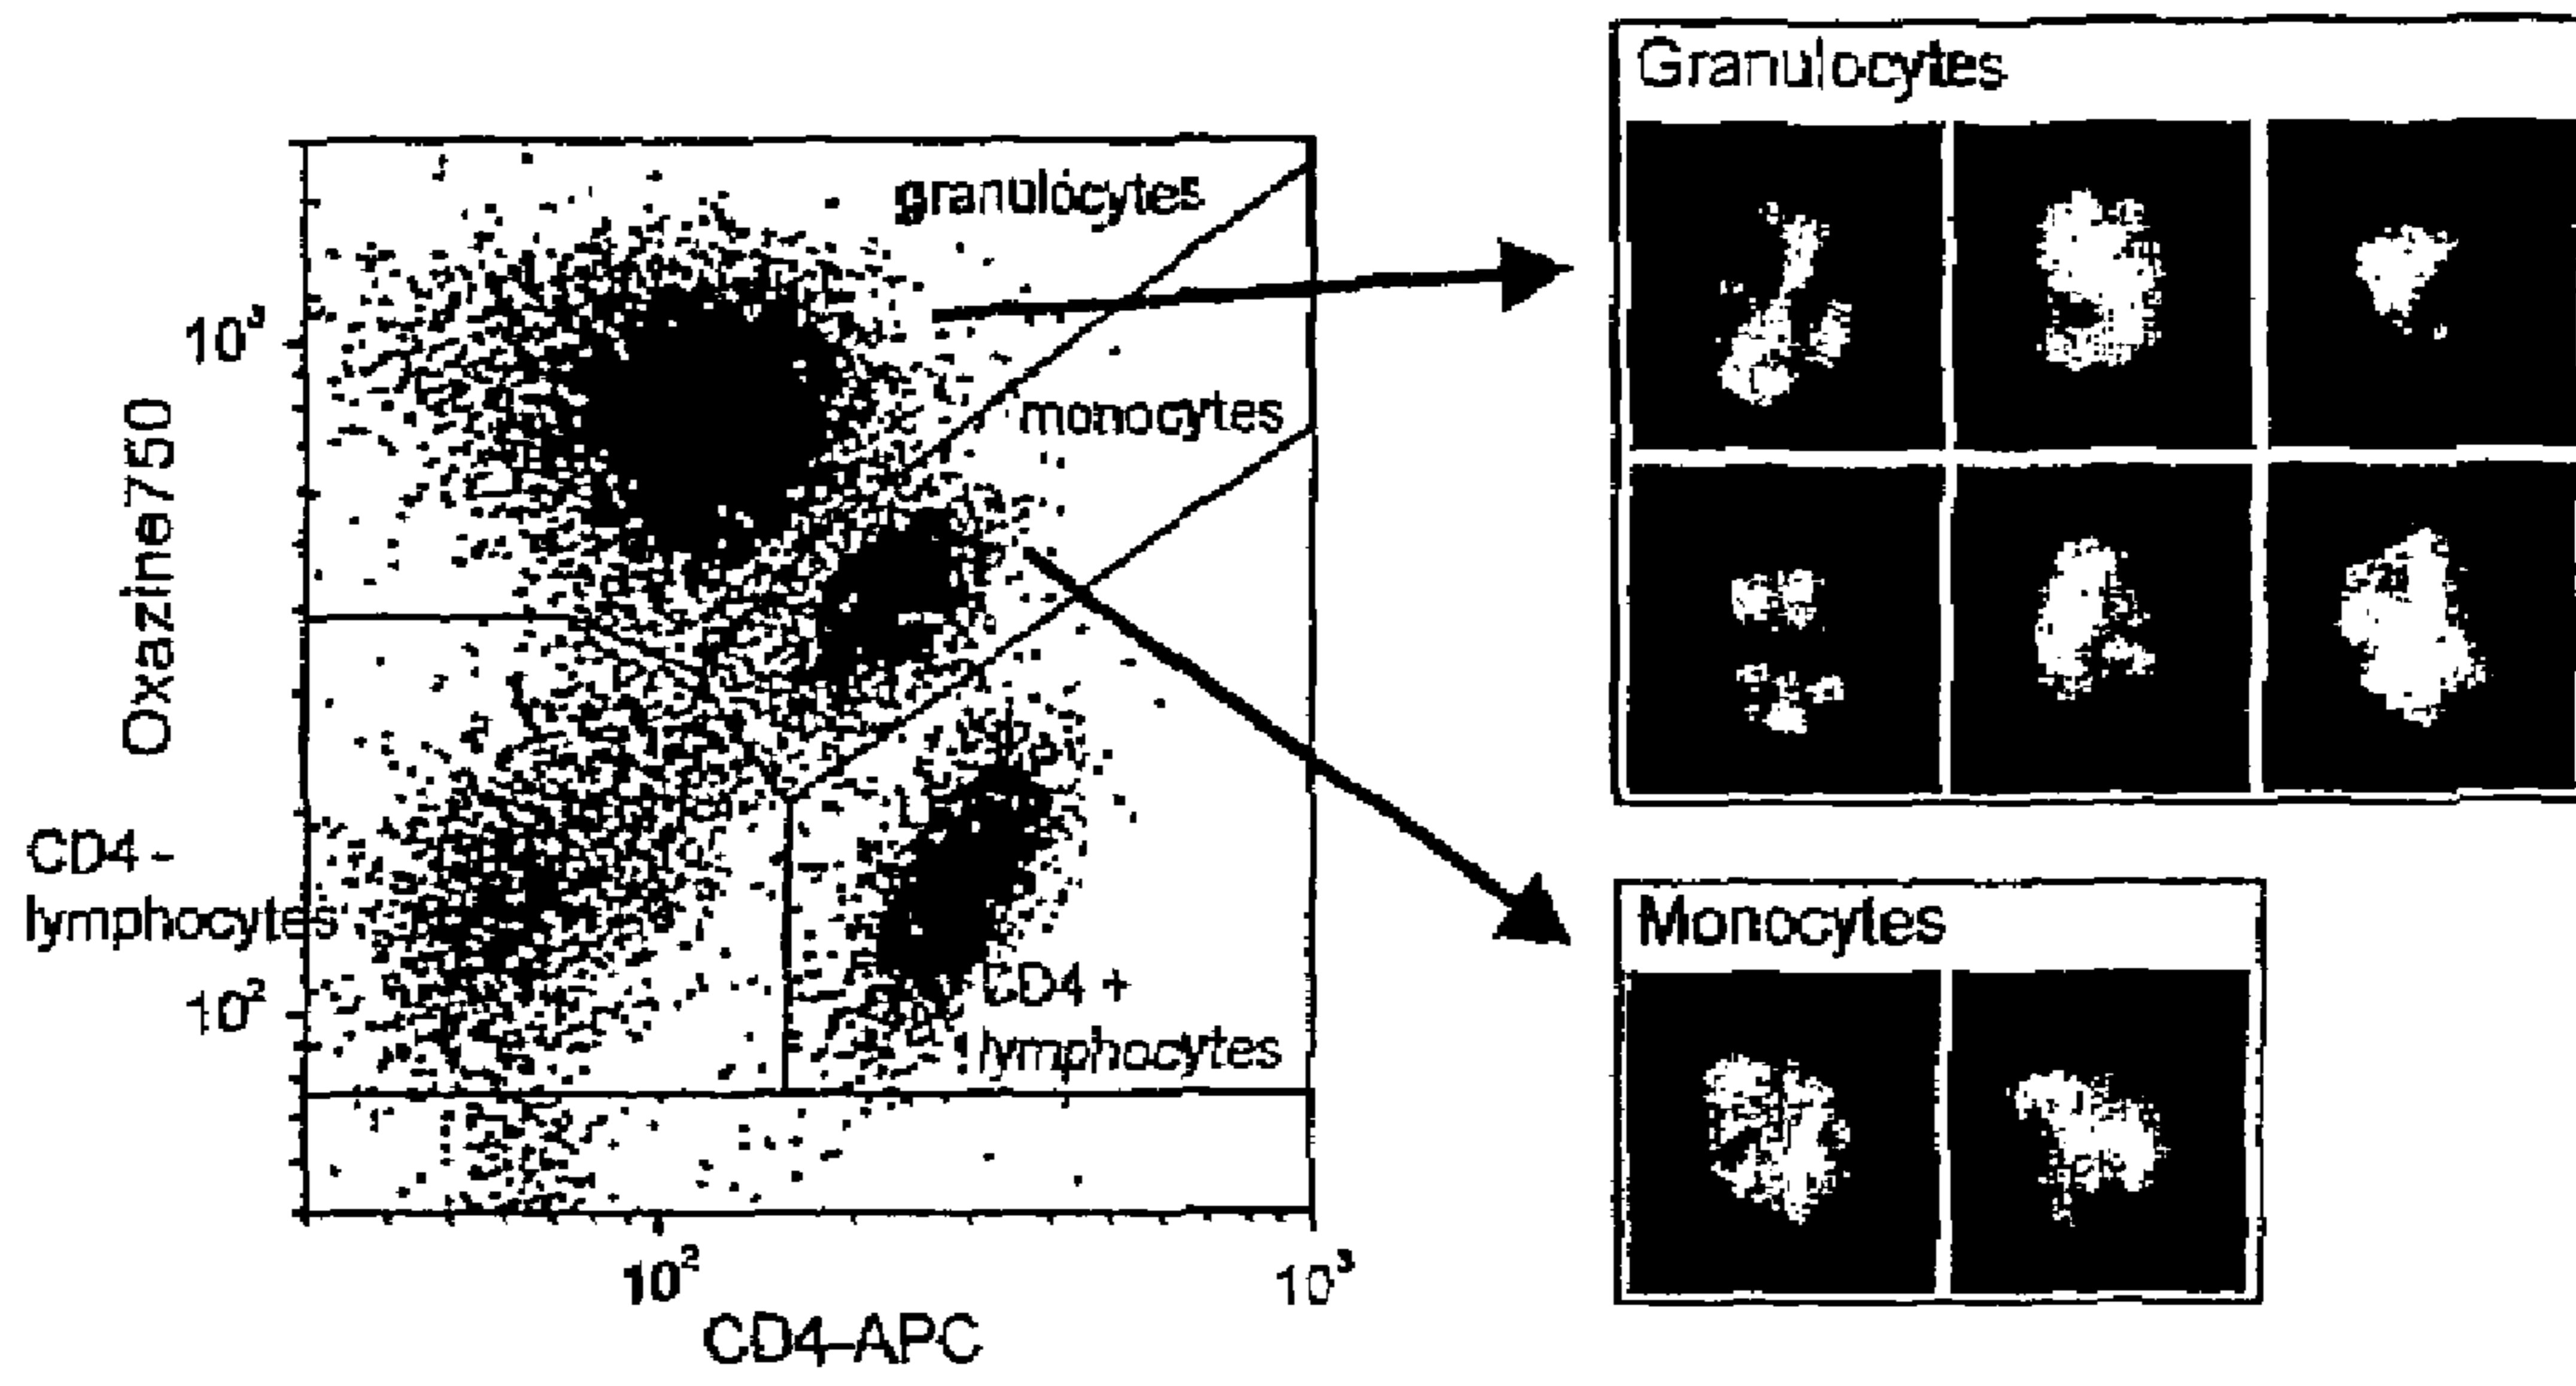 Granulocytes
granulocytes
10³
monocytes
Oxazine750
CD4 -
lymphocytes
Monocytes
10²
CD4 +
lymphocytes
10²
10³
CD4-APC